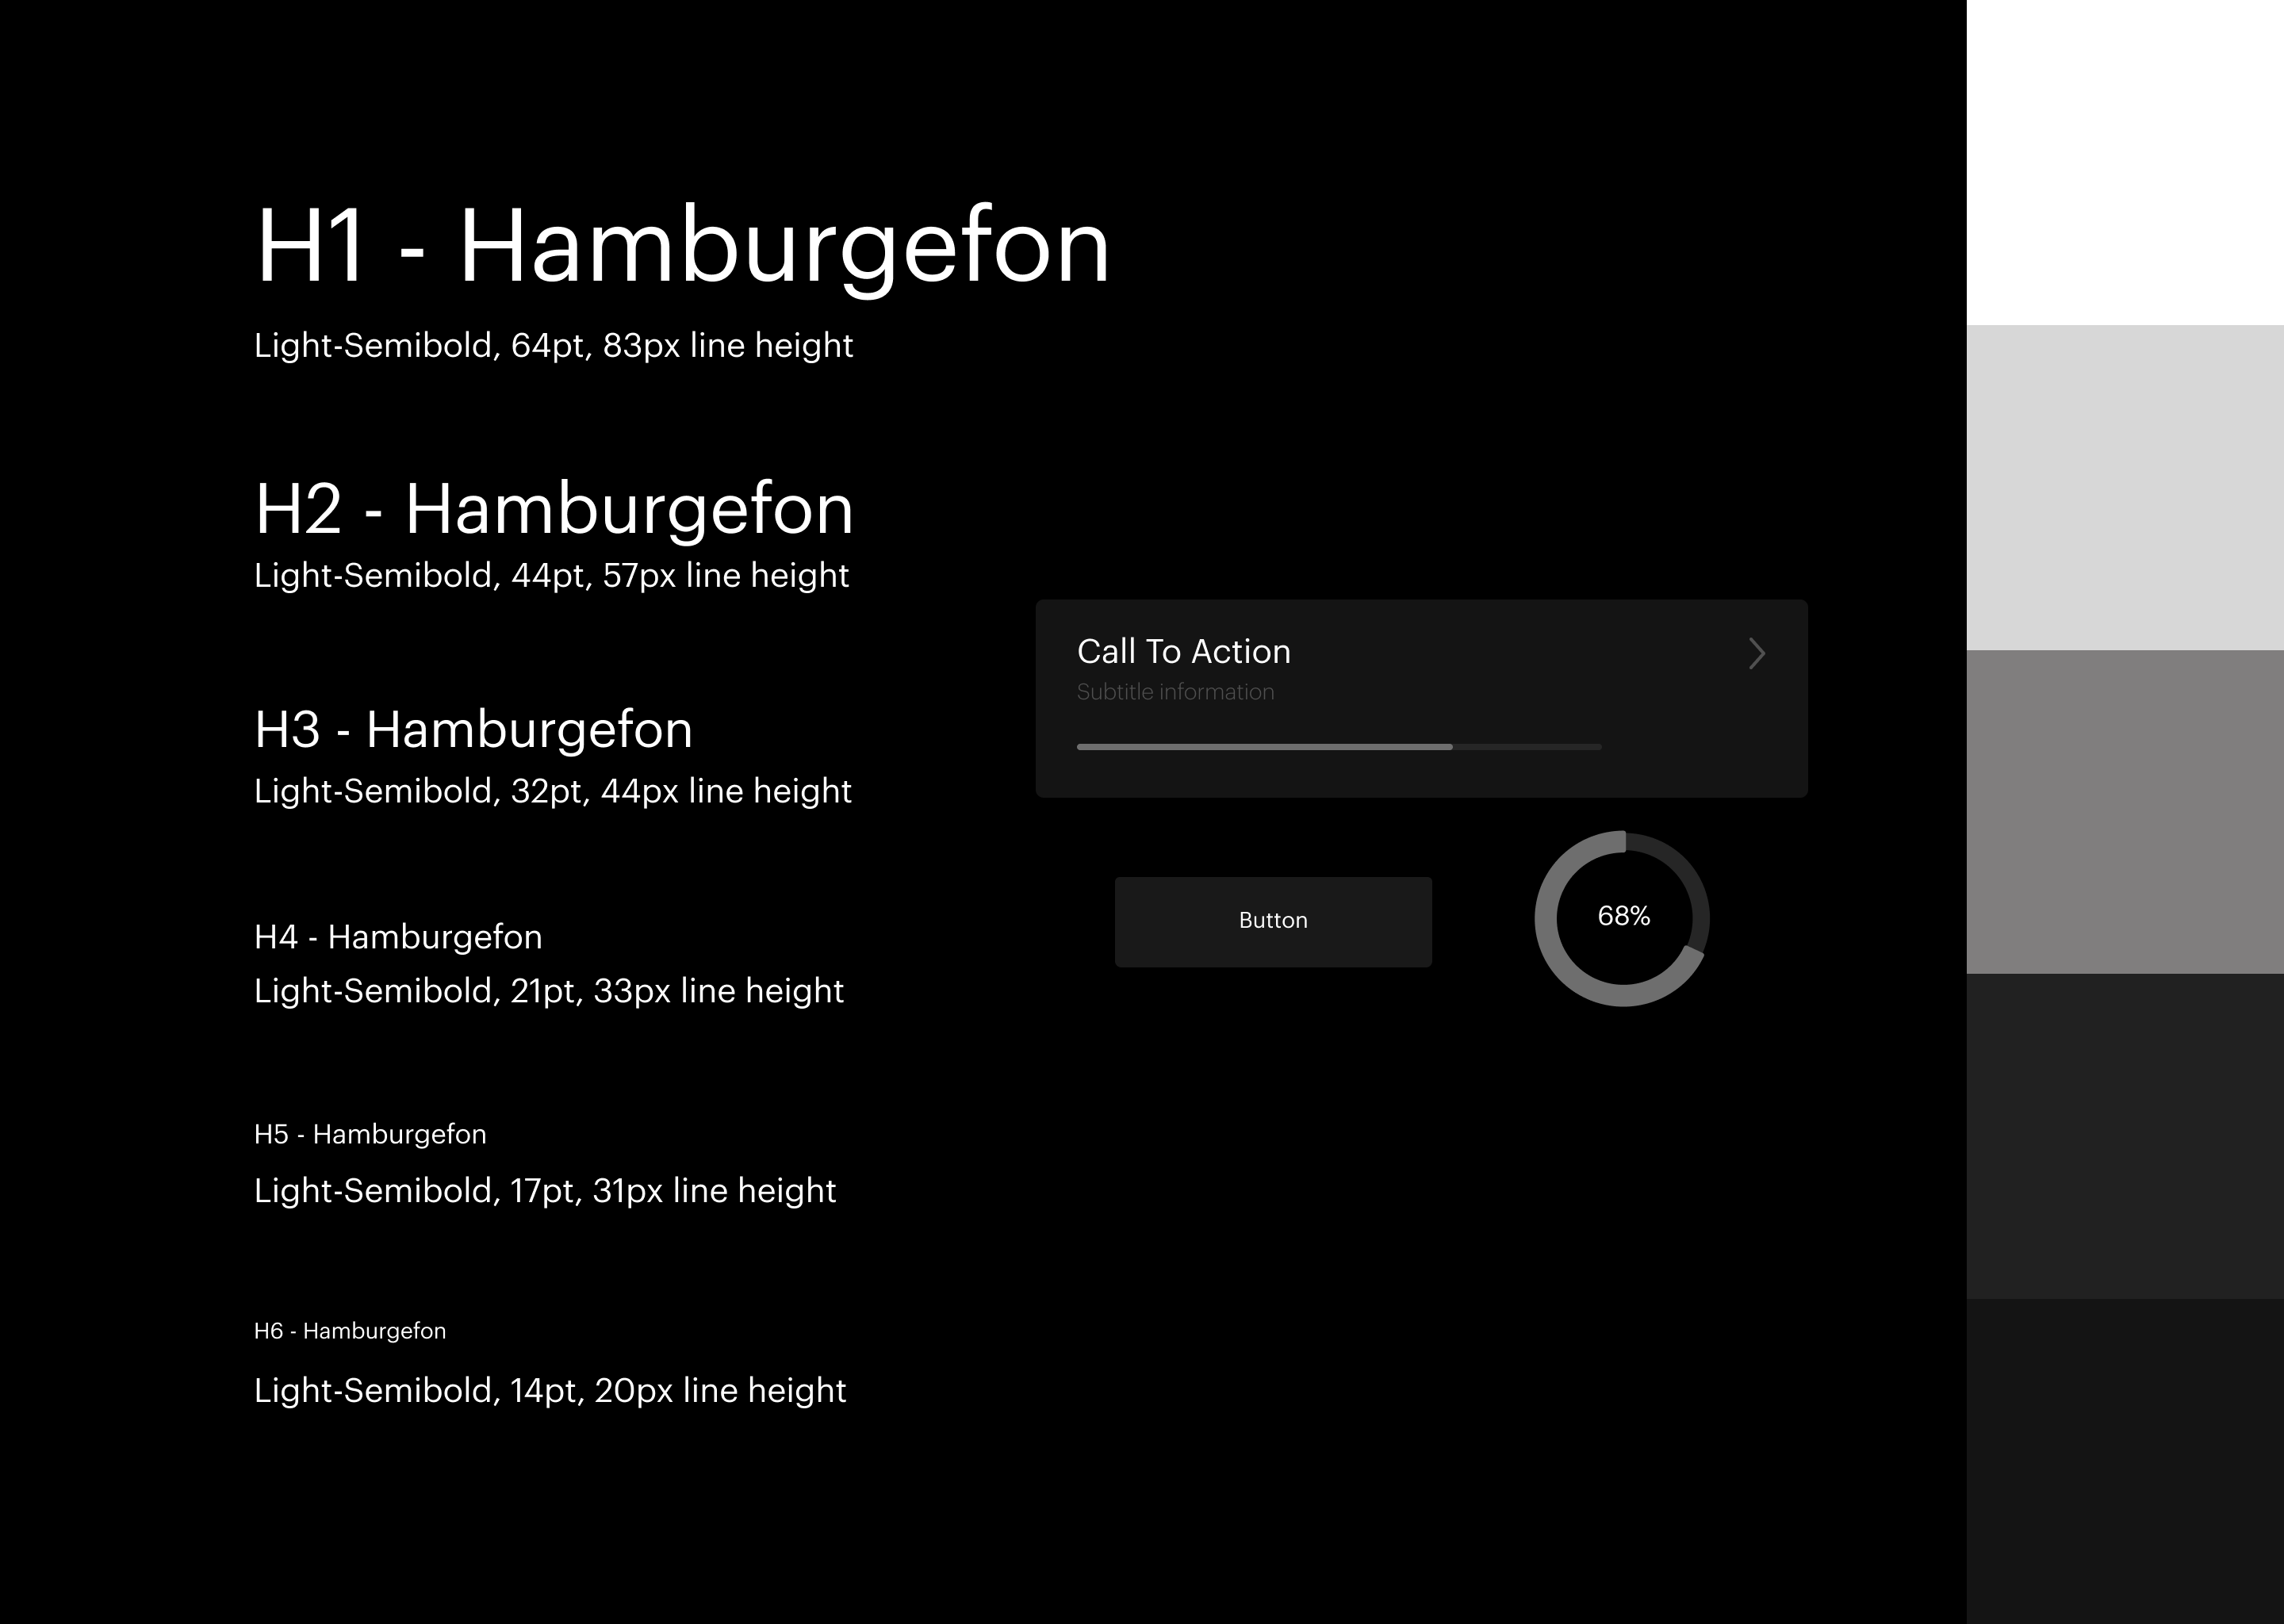 H1 - Hamburgefon
Light-Semibold, 64pt, 83px line height
H2 - Hamburgefon
Light-Semibold, 44pt, 57px line height
H3 - Hamburgefon
Light-Semibold, 32pt, 44px line height
H4 - Hamburgefon
Light-Semibold, 21pt, 33px line height
H5 - Hamburgefon
Light-Semibold, 17pt, 31px line height
H6 - Hamburgefon
Light-Semibold, 14pt, 20px line height
Call To Action
Subtitle information
Button
68%